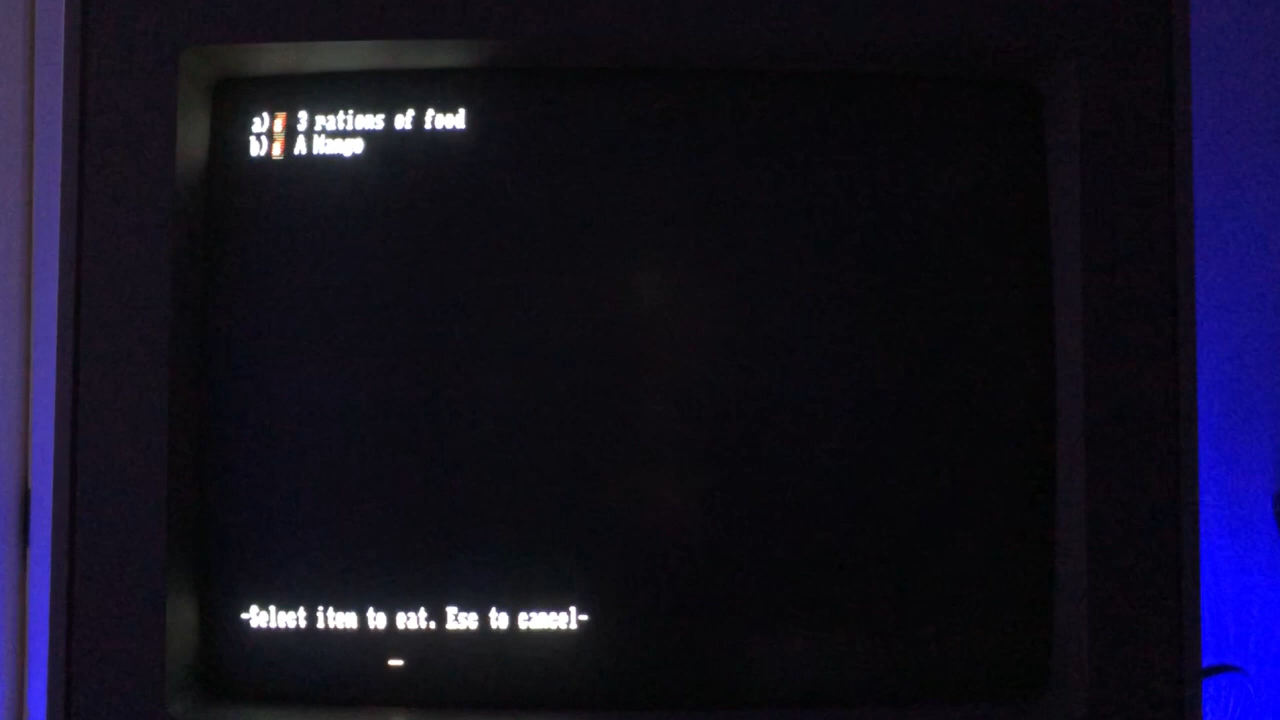 a) 3 rations of food
b) A Mango
-Select item to eat. Esc to cancel-